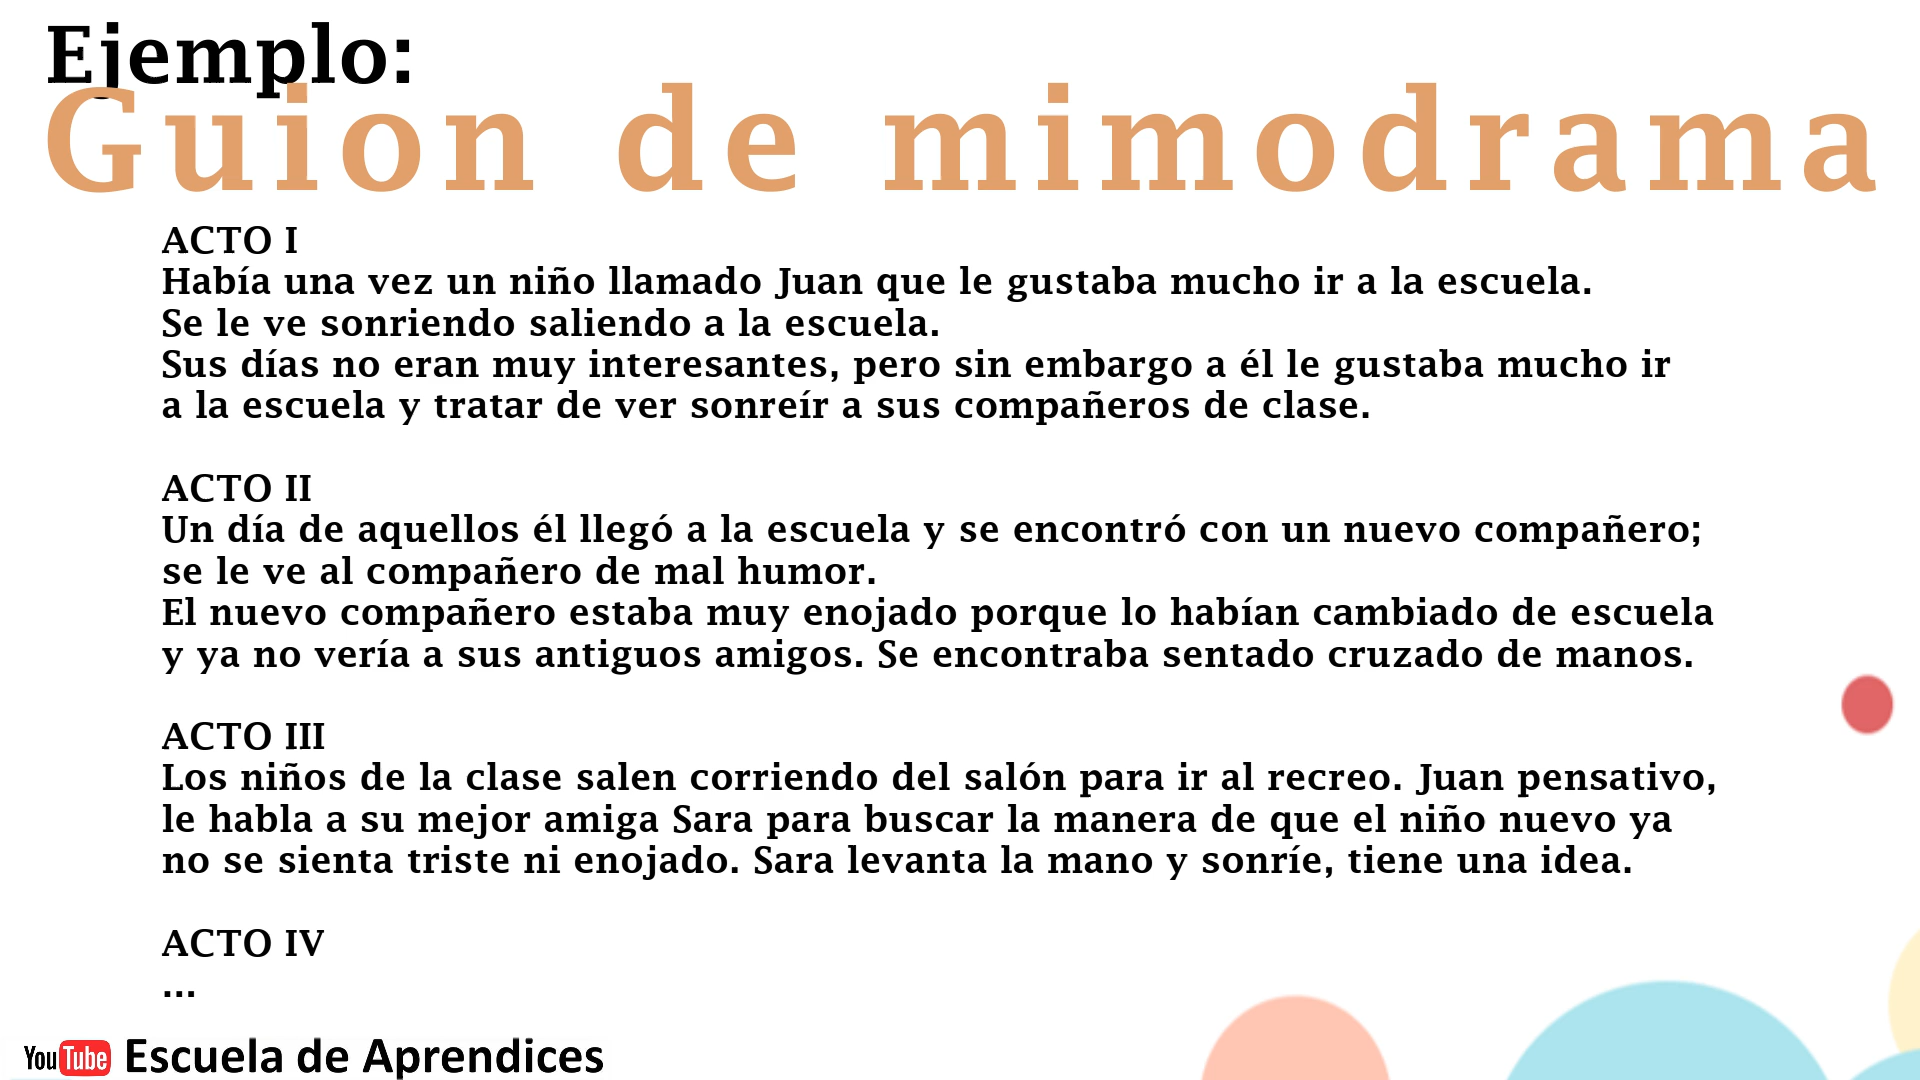 Ejemplo:
Guion de mimodrama
ACTO I
Había una vez un niño llamado Juan que le gustaba mucho ir a la escuela.
Se le ve sonriendo saliendo a la escuela.
Sus días no eran muy interesantes, pero sin embargo a él le gustaba mucho ir
a la escuela y tratar de ver sonreír a sus compañeros de clase.
ACTO II
Un día de aquellos él llegó a la escuela y se encontró con un nuevo compañero;
se le ve al compañero de mal humor.
El nuevo compañero estaba muy enojado porque lo habían cambiado de escuela
y ya no vería a sus antiguos amigos. Se encontraba sentado cruzado de manos.
ACTO III
Los niños de la clase salen corriendo del salón para ir al recreo. Juan pensativo,
le habla a su mejor amiga Sara para buscar la manera de que el niño nuevo ya
no se sienta triste ni enojado. Sara levanta la mano y sonríe, tiene una idea.
ACTO IV
...
YouTube Escuela de Aprendices